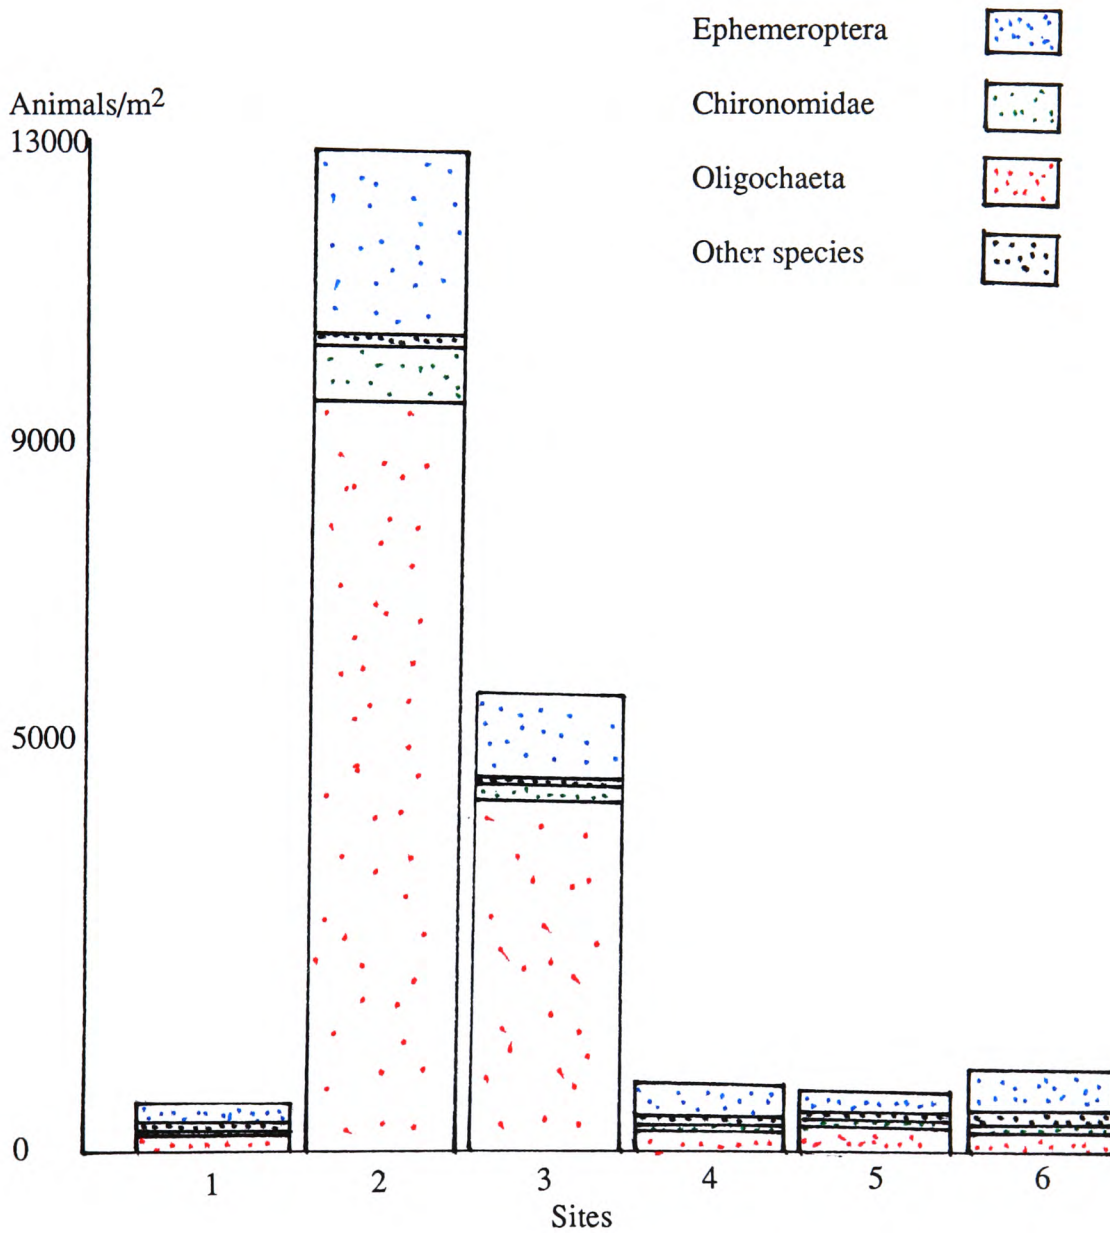 Ephemeroptera
Chironomidae
Oligochaeta
Other species
Animals/m²
13000
9000
5000
0
1 2 3 4 5 6
Sites